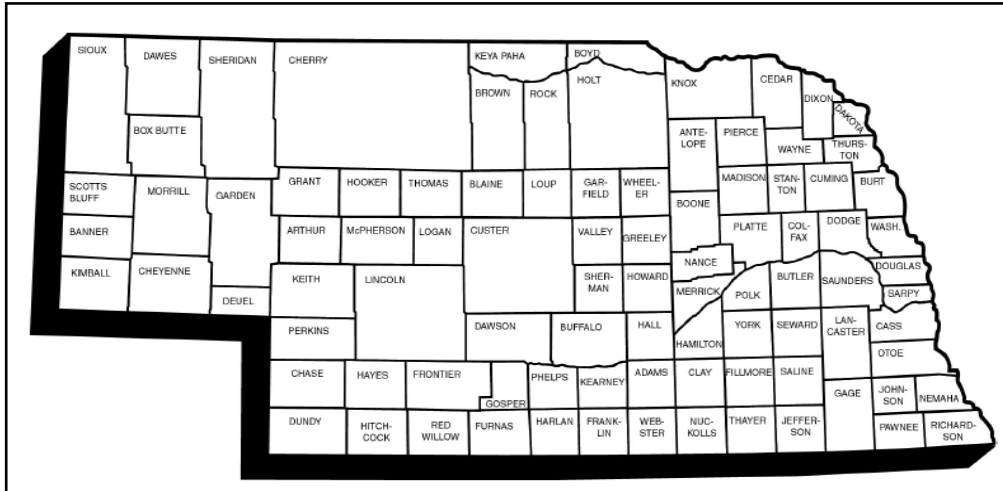 SIOUX
DAWES
SHERIDAN
CHERRY
KEYA PAHA
BOYD
HOLT
BROWN
ROCK
KNOX
CEDAR
DIXON
DAKOTA
BOX BUTTE
ANTE-
LOPE
PIERCE
WAYNE
THURS-
TON
SCOTTS
BLUFF
MORRILL
GARDEN
GRANT
HOOKER
THOMAS
BLAINE
LOUP
GAR-
FIELD
WHEEL-
ER
BOONE
MADISON
STAN-
TON
CUMING
BURT
BANNER
ARTHUR
McPHERSON
LOGAN
CUSTER
VALLEY
GREELEY
PLATTE
COL-
FAX
DODGE
WASH.
KIMBALL
CHEYENNE
DEUEL
KEITH
LINCOLN
SHER-
MAN
HOWARD
NANCE
MERRICK
POLK
BUTLER
SAUNDERS
DOUGLAS
SARPY
PERKINS
DAWSON
BUFFALO
HALL
HAMILTON
YORK
SEWARD
LAN-
CASTER
CASS
OTOE
CHASE
HAYES
FRONTIER
GOSPER
PHELPS
KEARNEY
ADAMS
CLAY
FILLMORE
SALINE
GAGE
JOHN-
SON
NEMAHA
DUNDY
HITCH-
COCK
RED
WILLOW
FURNAS
HARLAN
FRANK-
LIN
WEB-
STER
NUC-
KOLLS
THAYER
JEFFER-
SON
PAWNEE
RICHARD-
SON